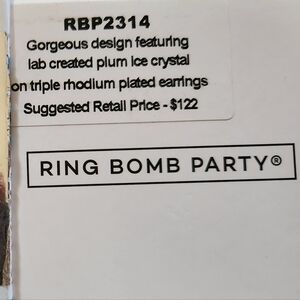 RBP2314
Gorgeous design featuring
lab created plum ice crystal
on triple rhodium plated earrings
Suggested Retail Price - $122
RING BOMB PARTY®